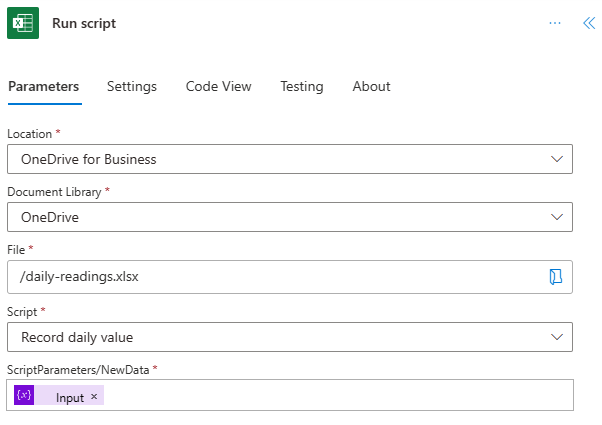 Run script
Parameters Settings Code View Testing About
Location *
OneDrive for Business
Document Library *
OneDrive
File *
/daily-readings.xlsx
Script *
Record daily value
ScriptParameters/NewData *
{x} Input ×